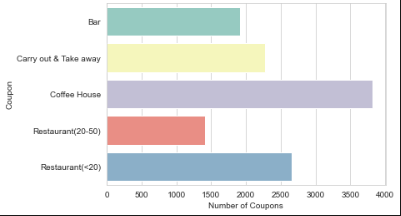 Bar
Carry out & Take away
Coffee House
Restaurant(20-50)
Restaurant(<20)
Coupon
0 500 1000 1500 2000 2500 3000 3500 4000
Number of Coupons